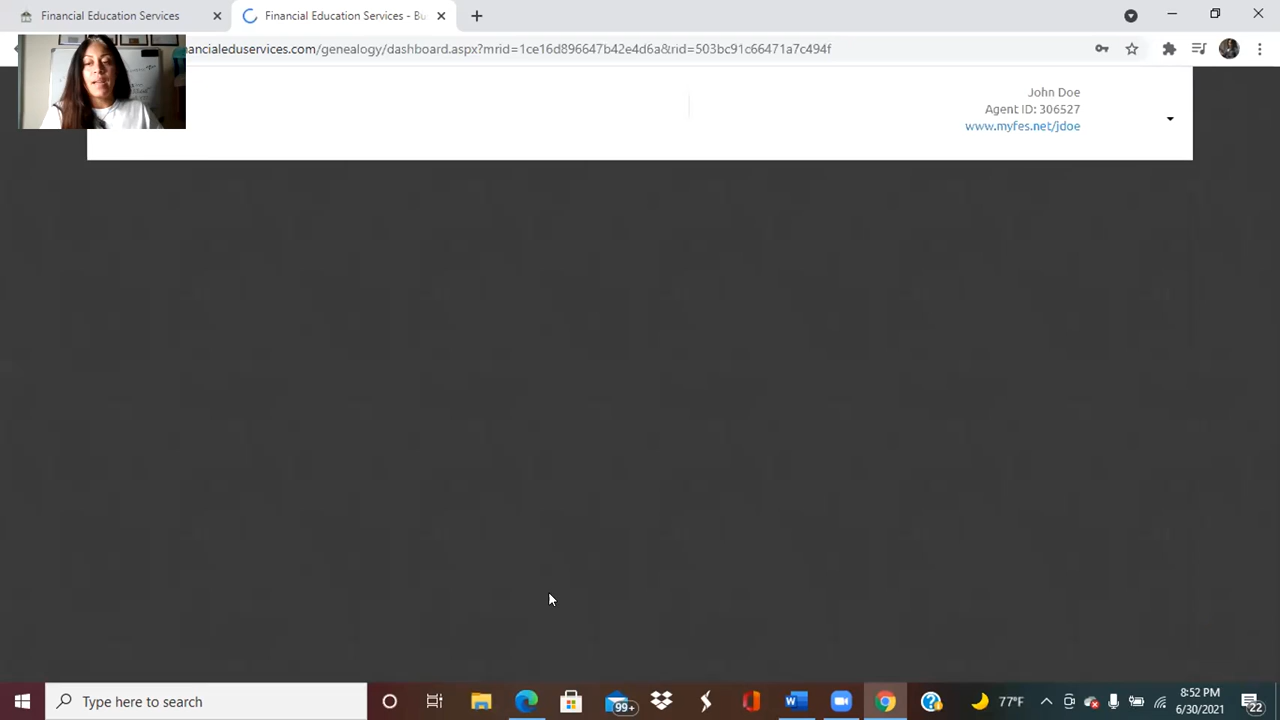 Financial Education Services
Financial Education Services - Bu
ancialeduservices.com/genealogy/dashboard.aspx?mrid=1ce16d896647b42e4d6a&rid=503bc91c66471a7c494f
John Doe
Agent ID: 306527
www.myfes.net/jdoe
Type here to search
99+
77°F
8:52 PM
6/30/2021
22